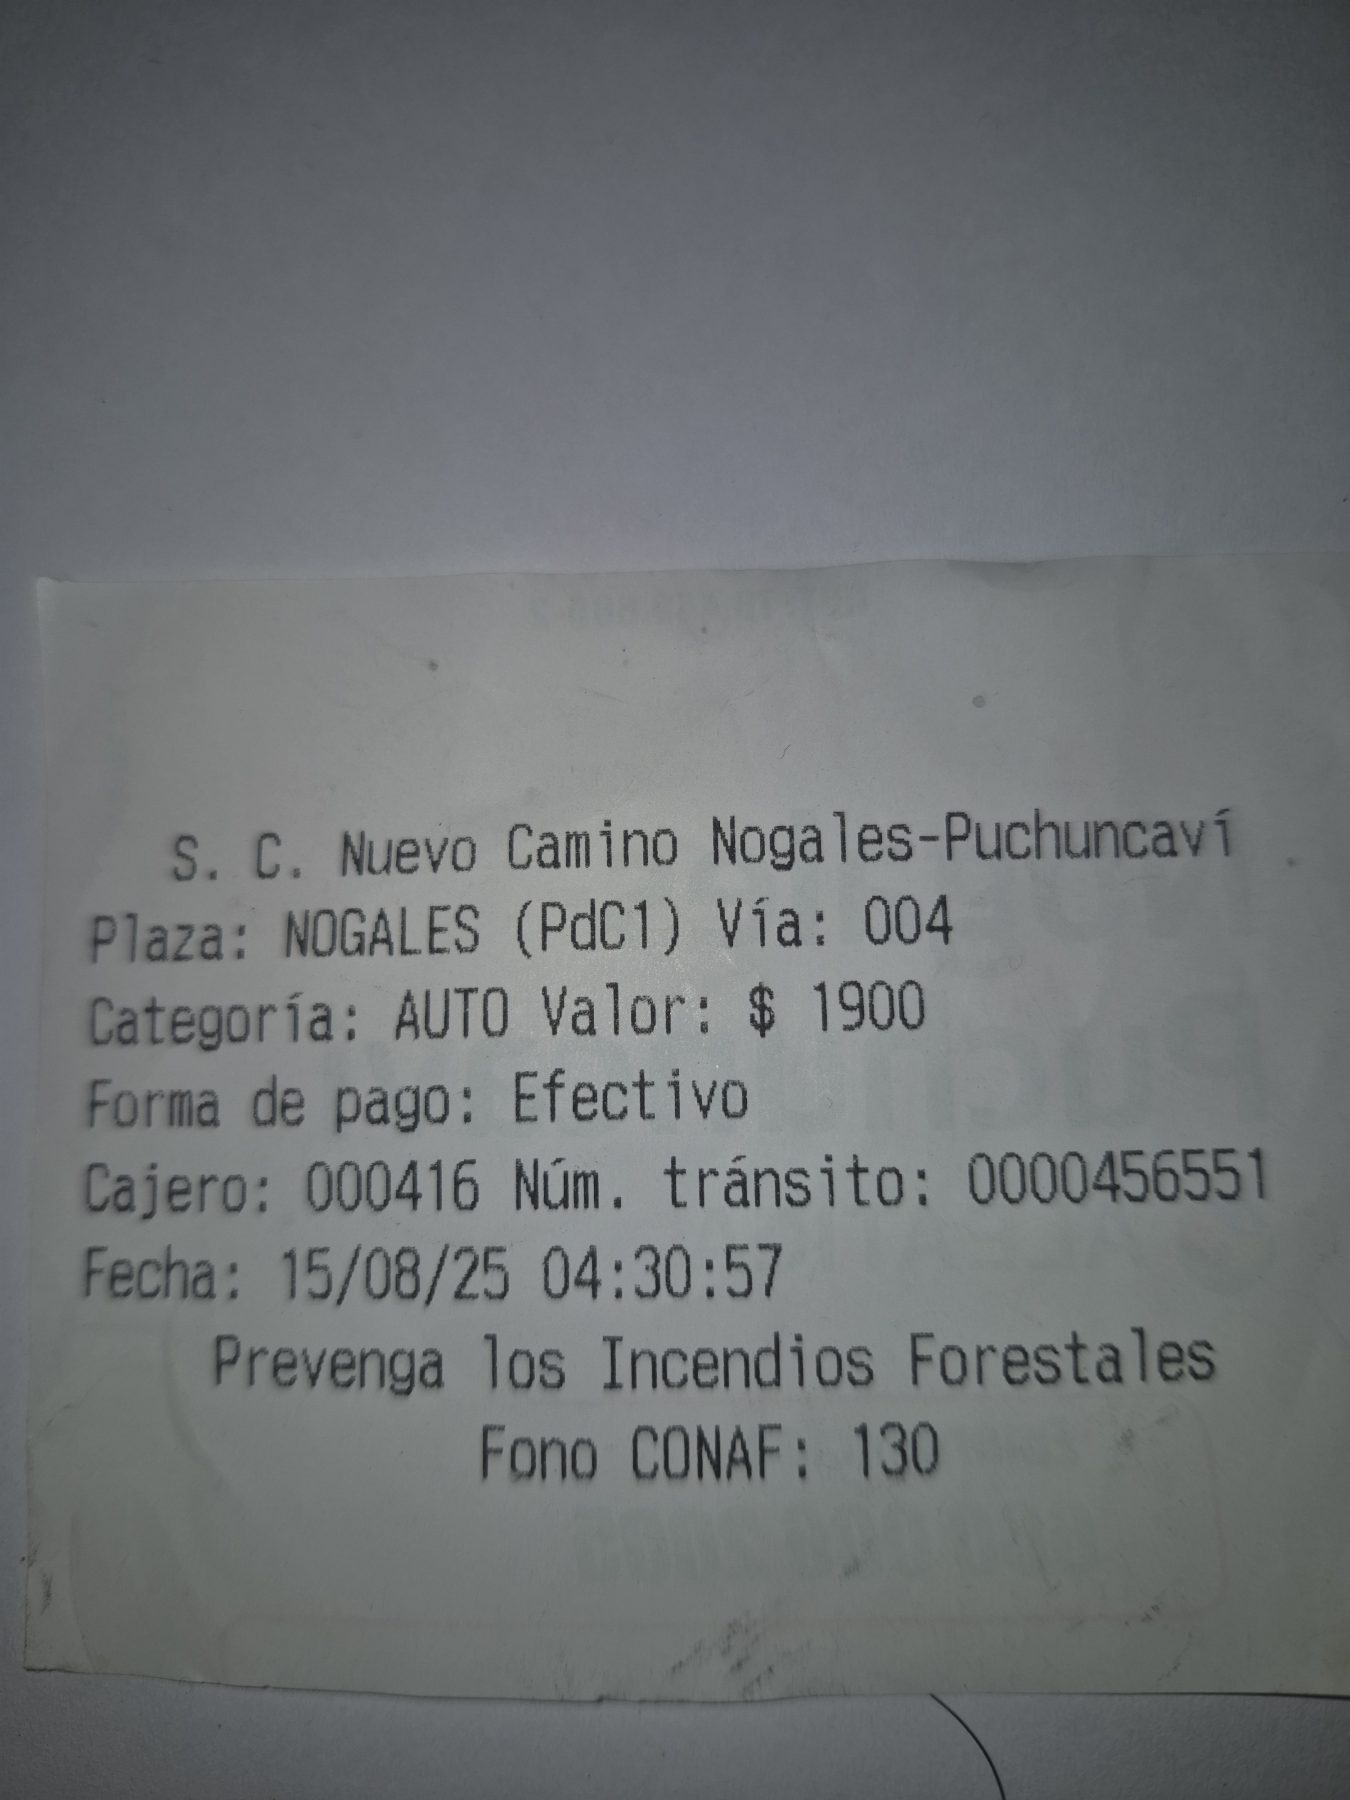 S. C. Nuevo Camino Nogales-Puchuncaví
Plaza: NOGALES (PdC1) Vía: 004
Categoría: AUTO Valor: $ 1900
Forma de pago: Efectivo
Cajero: 000416 Núm. tránsito: 0000456551
Fecha: 15/08/25 04:30:57
Prevenga los Incendios Forestales
Fono CONAF: 130